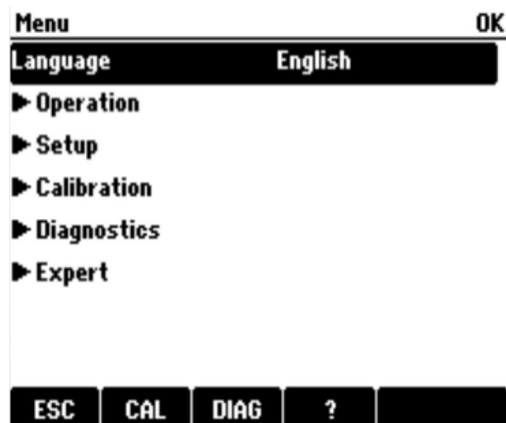 Menu OK
Language English
Operation
Setup
Calibration
Diagnostics
Expert
ESC CAL DIAG ?